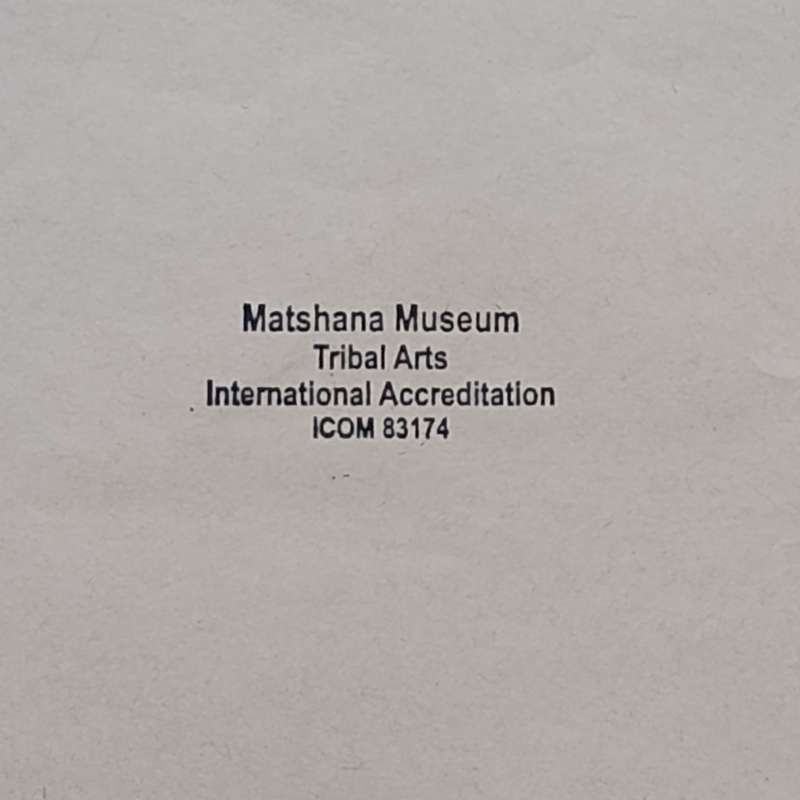 Matshana Museum
Tribal Arts
International Accreditation
ICOM 83174